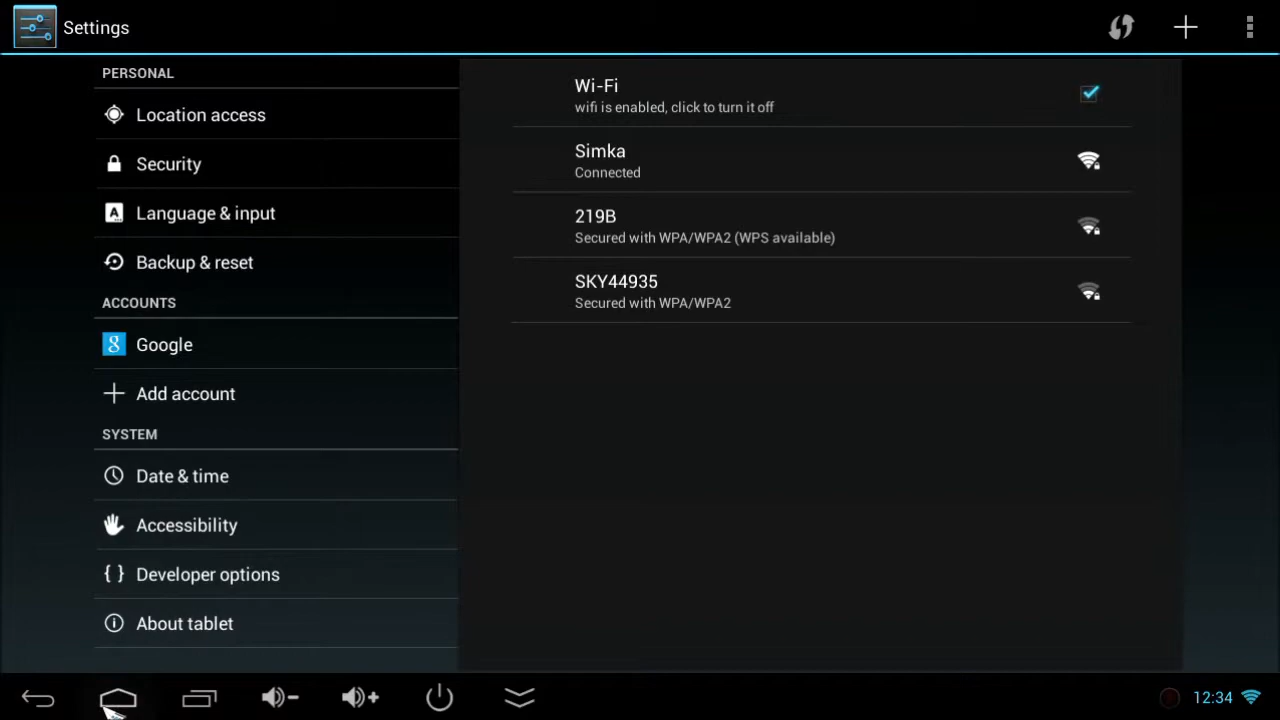 Settings
PERSONAL
Location access
Security
Language & input
Backup & reset
ACCOUNTS
Google
Add account
SYSTEM
Date & time
Accessibility
Developer options
About tablet
Wi-Fi
wifi is enabled, click to turn it off
Simka
Connected
219B
Secured with WPA/WPA2 (WPS available)
SKY44935
Secured with WPA/WPA2
12:34